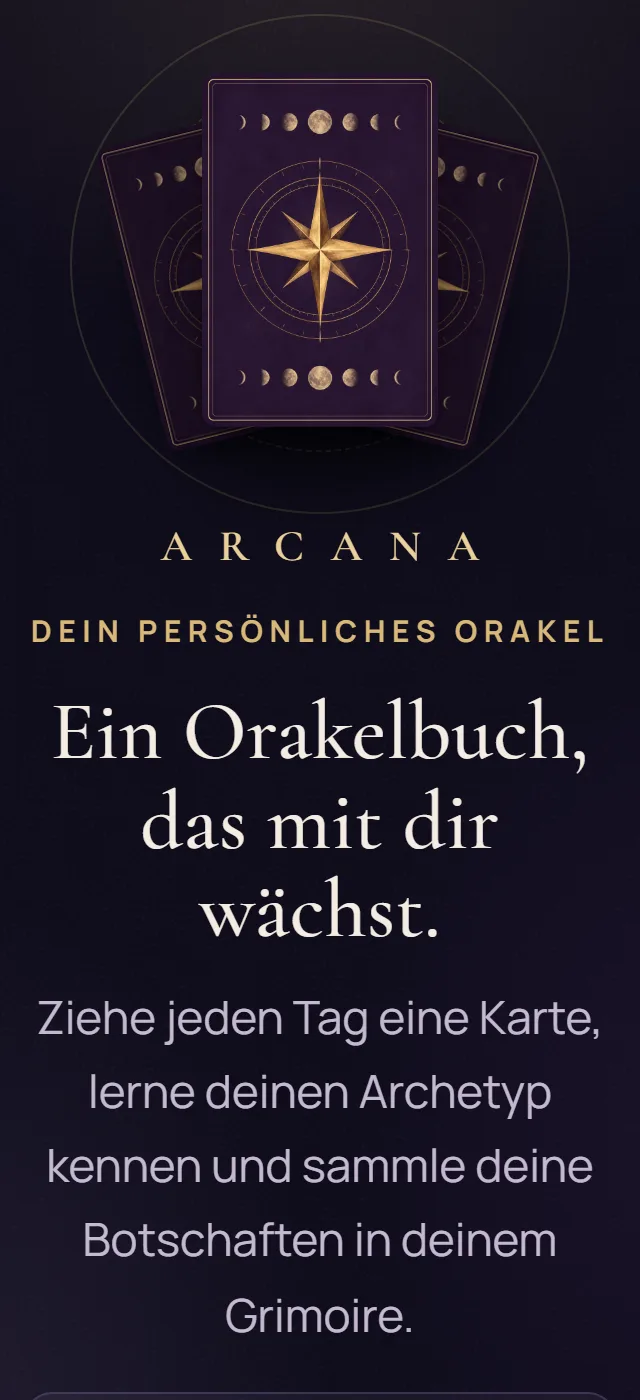 ARCANA
DEIN PERSÖNLICHES ORAKEL
Ein Orakelbuch,
das mit dir
wächst.
Ziehe jeden Tag eine Karte,
lerne deinen Archetyp
kennen und sammle deine
Botschaften in deinem
Grimoire.